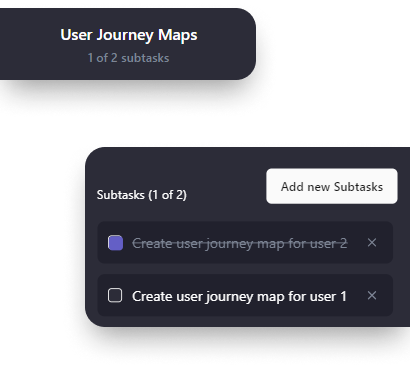 User Journey Maps
1 of 2 subtasks
Subtasks (1 of 2)
Add new Subtasks
Create user journey map for user 2
Create user journey map for user 1